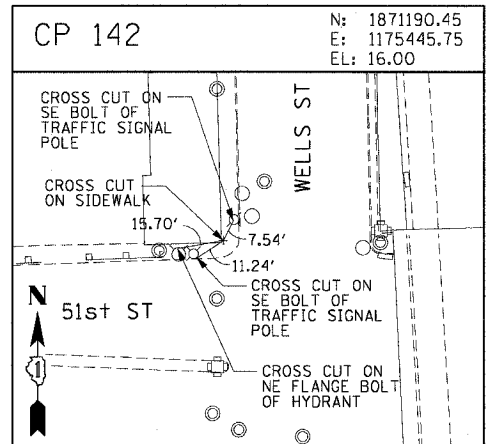 CP 142
N: 1871190.45
E: 1175445.75
EL: 16.00
CROSS CUT ON
SE BOLT OF
TRAFFIC SIGNAL
POLE
WELLS ST
CROSS CUT
ON SIDEWALK
15.70'
7.54'
11.24'
CROSS CUT ON
SE BOLT OF
TRAFFIC SIGNAL
POLE
N
51st ST
1
CROSS CUT ON
NE FLANGE BOLT
OF HYDRANT